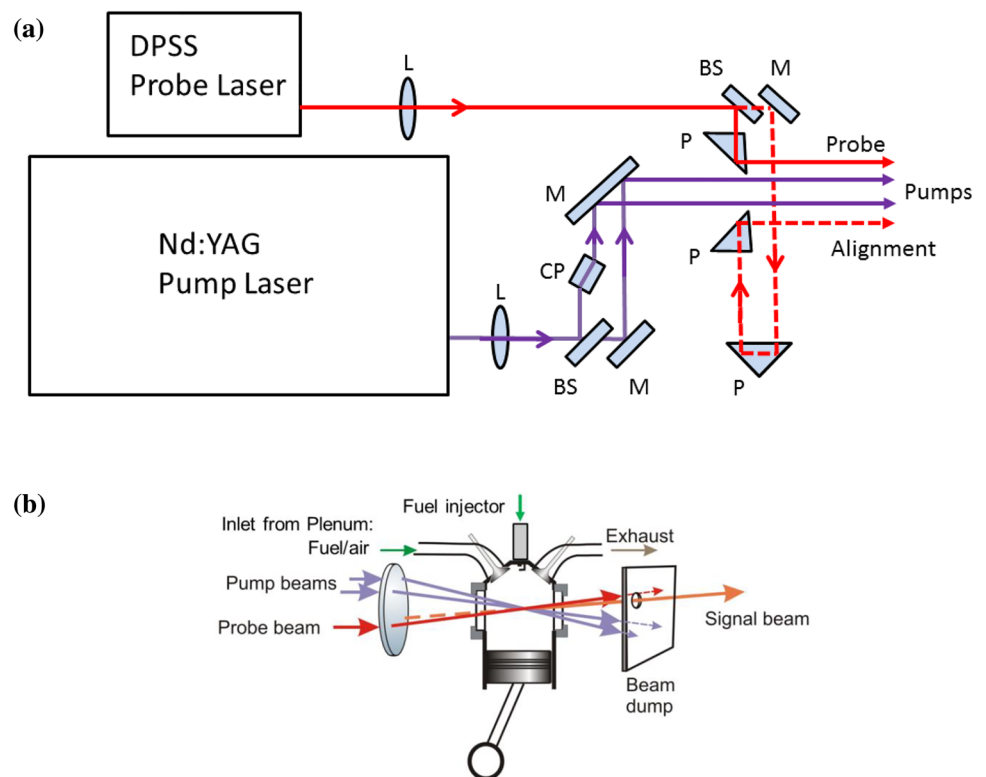 (a)
DPSS
Probe Laser
L
BS
M
P
Probe
M
Pumps
Nd:YAG
Pump Laser
CP
P
Alignment
L
BS
M
P
(b)
Fuel injector
Inlet from Plenum:
Fuel/air
Exhaust
Pump beams
Probe beam
Signal beam
Beam
dump